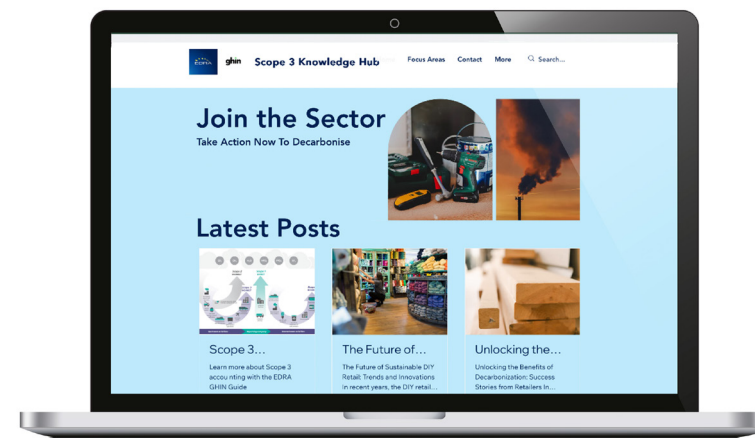 EDRA
ghin
Scope 3 Knowledge Hub
Focus Areas
Contact
More
Search...
Join the Sector
Take Action Now To Decarbonise
Latest Posts
Scope 3...
Learn more about Scope 3
accou nting with the EDRA
GHIN Guide
The Future of...
The Future of Sustainable DIY
Retail: Trends and Innovations
In recent years, the DIY retail...
Unlocking the...
Unlocking the Benefits of
Decarbonization: Success
Stories from Retailers In...